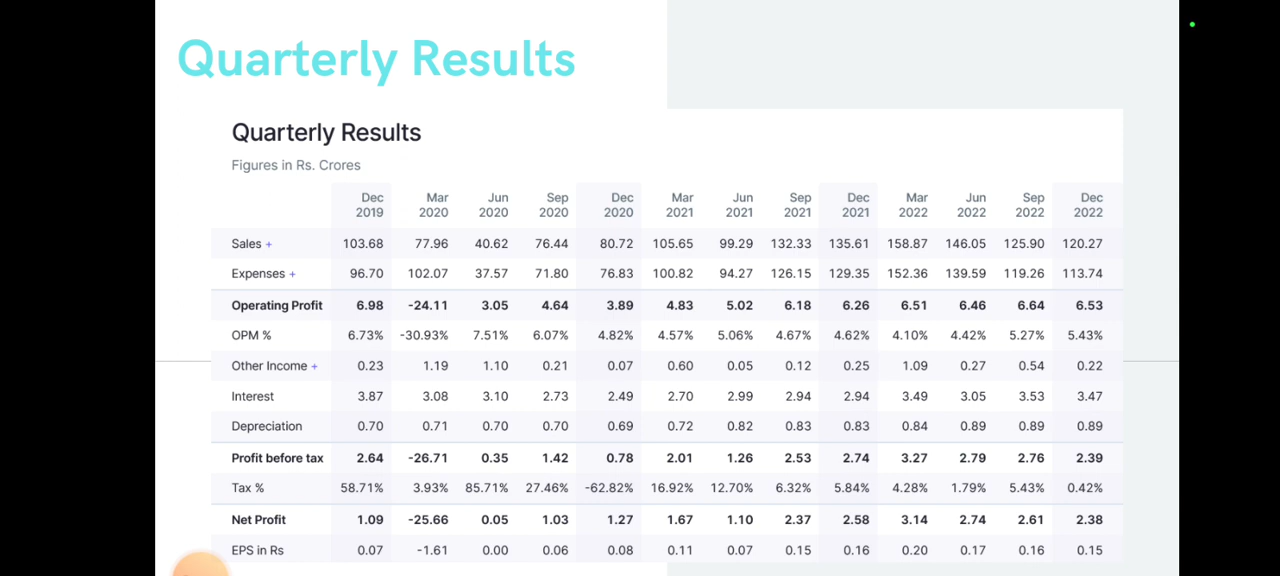 Quarterly Results
Quarterly Results
Figures in Rs. Crores
Dec 2019 Mar 2020 Jun 2020 Sep 2020 Dec 2020 Mar 2021 Jun 2021 Sep 2021 Dec 2021 Mar 2022 Jun 2022 Sep 2022 Dec 2022
Sales + 103.68 77.96 40.62 76.44 80.72 105.65 99.29 132.33 135.61 158.87 146.05 125.90 120.27
Expenses + 96.70 102.07 37.57 71.80 76.83 100.82 94.27 126.15 129.35 152.36 139.59 119.26 113.74
Operating Profit 6.98 -24.11 3.05 4.64 3.89 4.83 5.02 6.18 6.26 6.51 6.46 6.64 6.53
OPM % 6.73% -30.93% 7.51% 6.07% 4.82% 4.57% 5.06% 4.67% 4.62% 4.10% 4.42% 5.27% 5.43%
Other Income + 0.23 1.19 1.10 0.21 0.07 0.60 0.05 0.12 0.25 1.09 0.27 0.54 0.22
Interest 3.87 3.08 3.10 2.73 2.49 2.70 2.99 2.94 2.94 3.49 3.05 3.53 3.47
Depreciation 0.70 0.71 0.70 0.70 0.69 0.72 0.82 0.83 0.83 0.84 0.89 0.89 0.89
Profit before tax 2.64 -26.71 0.35 1.42 0.78 2.01 1.26 2.53 2.74 3.27 2.79 2.76 2.39
Tax % 58.71% 3.93% 85.71% 27.46% -62.82% 16.92% 12.70% 6.32% 5.84% 4.28% 1.79% 5.43% 0.42%
Net Profit 1.09 -25.66 0.05 1.03 1.27 1.67 1.10 2.37 2.58 3.14 2.74 2.61 2.38
EPS in Rs 0.07 -1.61 0.00 0.06 0.08 0.11 0.07 0.15 0.16 0.20 0.17 0.16 0.15